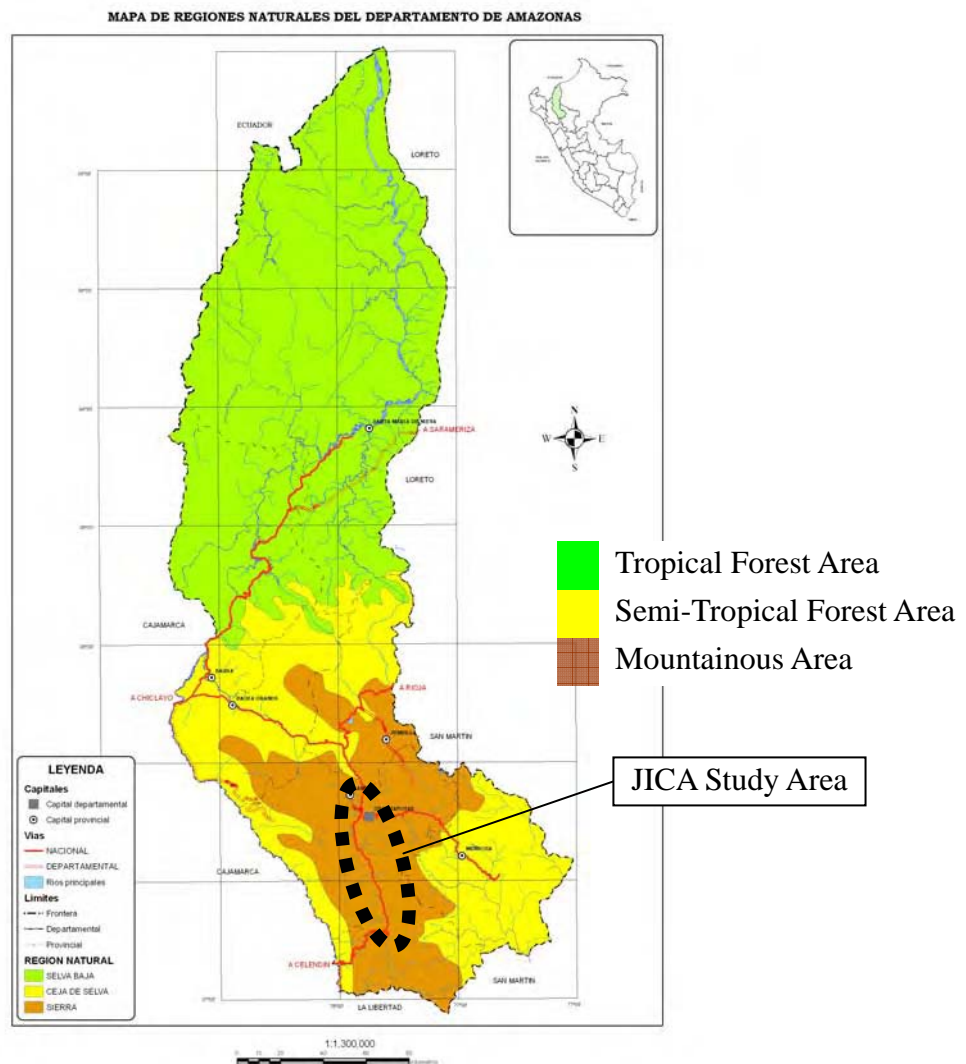 MAPA DE REGIONES NATURALES DEL DEPARTAMENTO DE AMAZONAS
ECUADOR
LORETO
N
W E
S
A SARAMERIZA
LORETO
Tropical Forest Area
Semi-Tropical Forest Area
Mountainous Area
CAJAMARCA
A CHICLAYO
A RIOJA
SAN MARTIN
JICA Study Area
CAJAMARCA
A CELENDIN
SAN MARTIN
LA LIBERTAD
LEYENDA
Capitales
Capital departamental
Capital provincial
Vias
NACIONAL
DEPARTAMENTAL
Rios principales
Limites
Frontera
Departamental
Provincial
REGION NATURAL
SELVA BAJA
CEJA DE SELVA
SIERRA
1:1,300,000